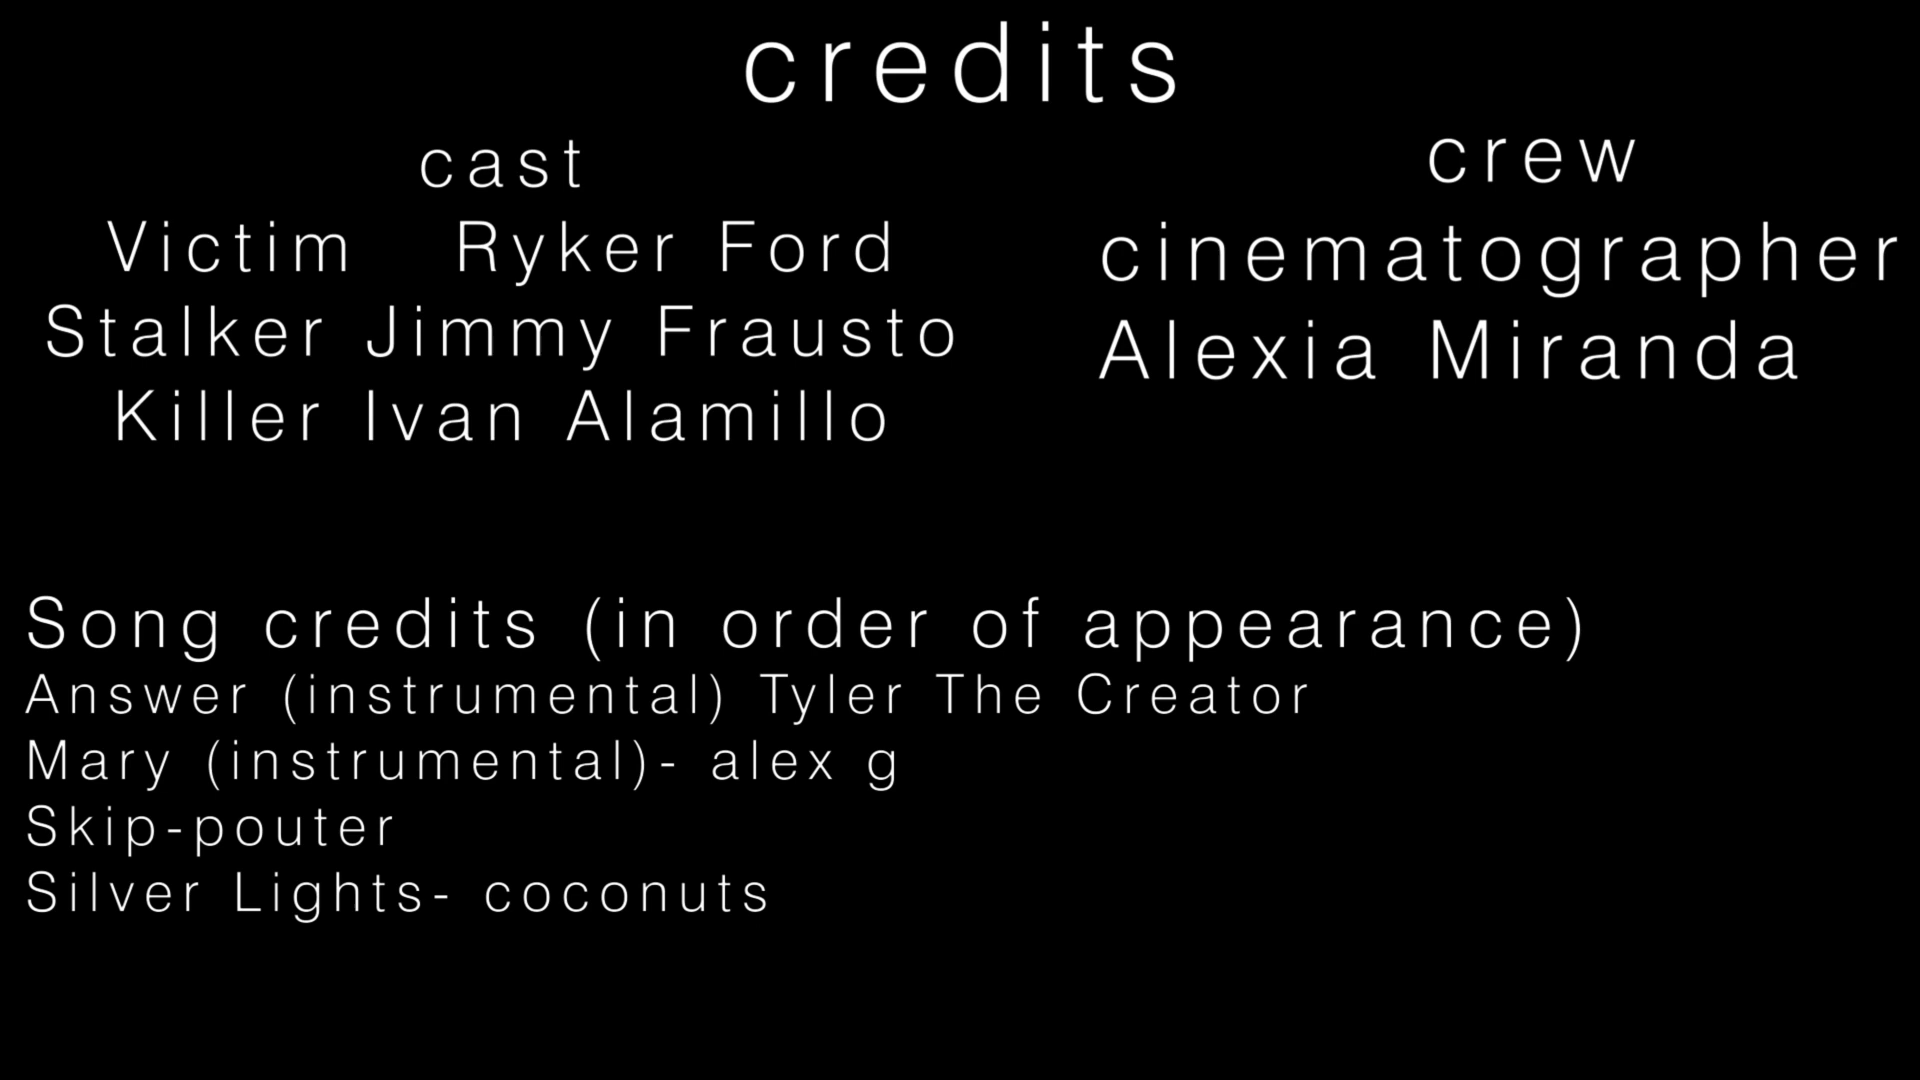 credits
cast
Victim Ryker Ford
Stalker Jimmy Frausto
Killer Ivan Alamillo
crew
cinematographer
Alexia Miranda
Song credits (in order of appearance)
Answer (instrumental) Tyler The Creator
Mary (instrumental)- alex g
Skip-pouter
Silver Lights- coconuts